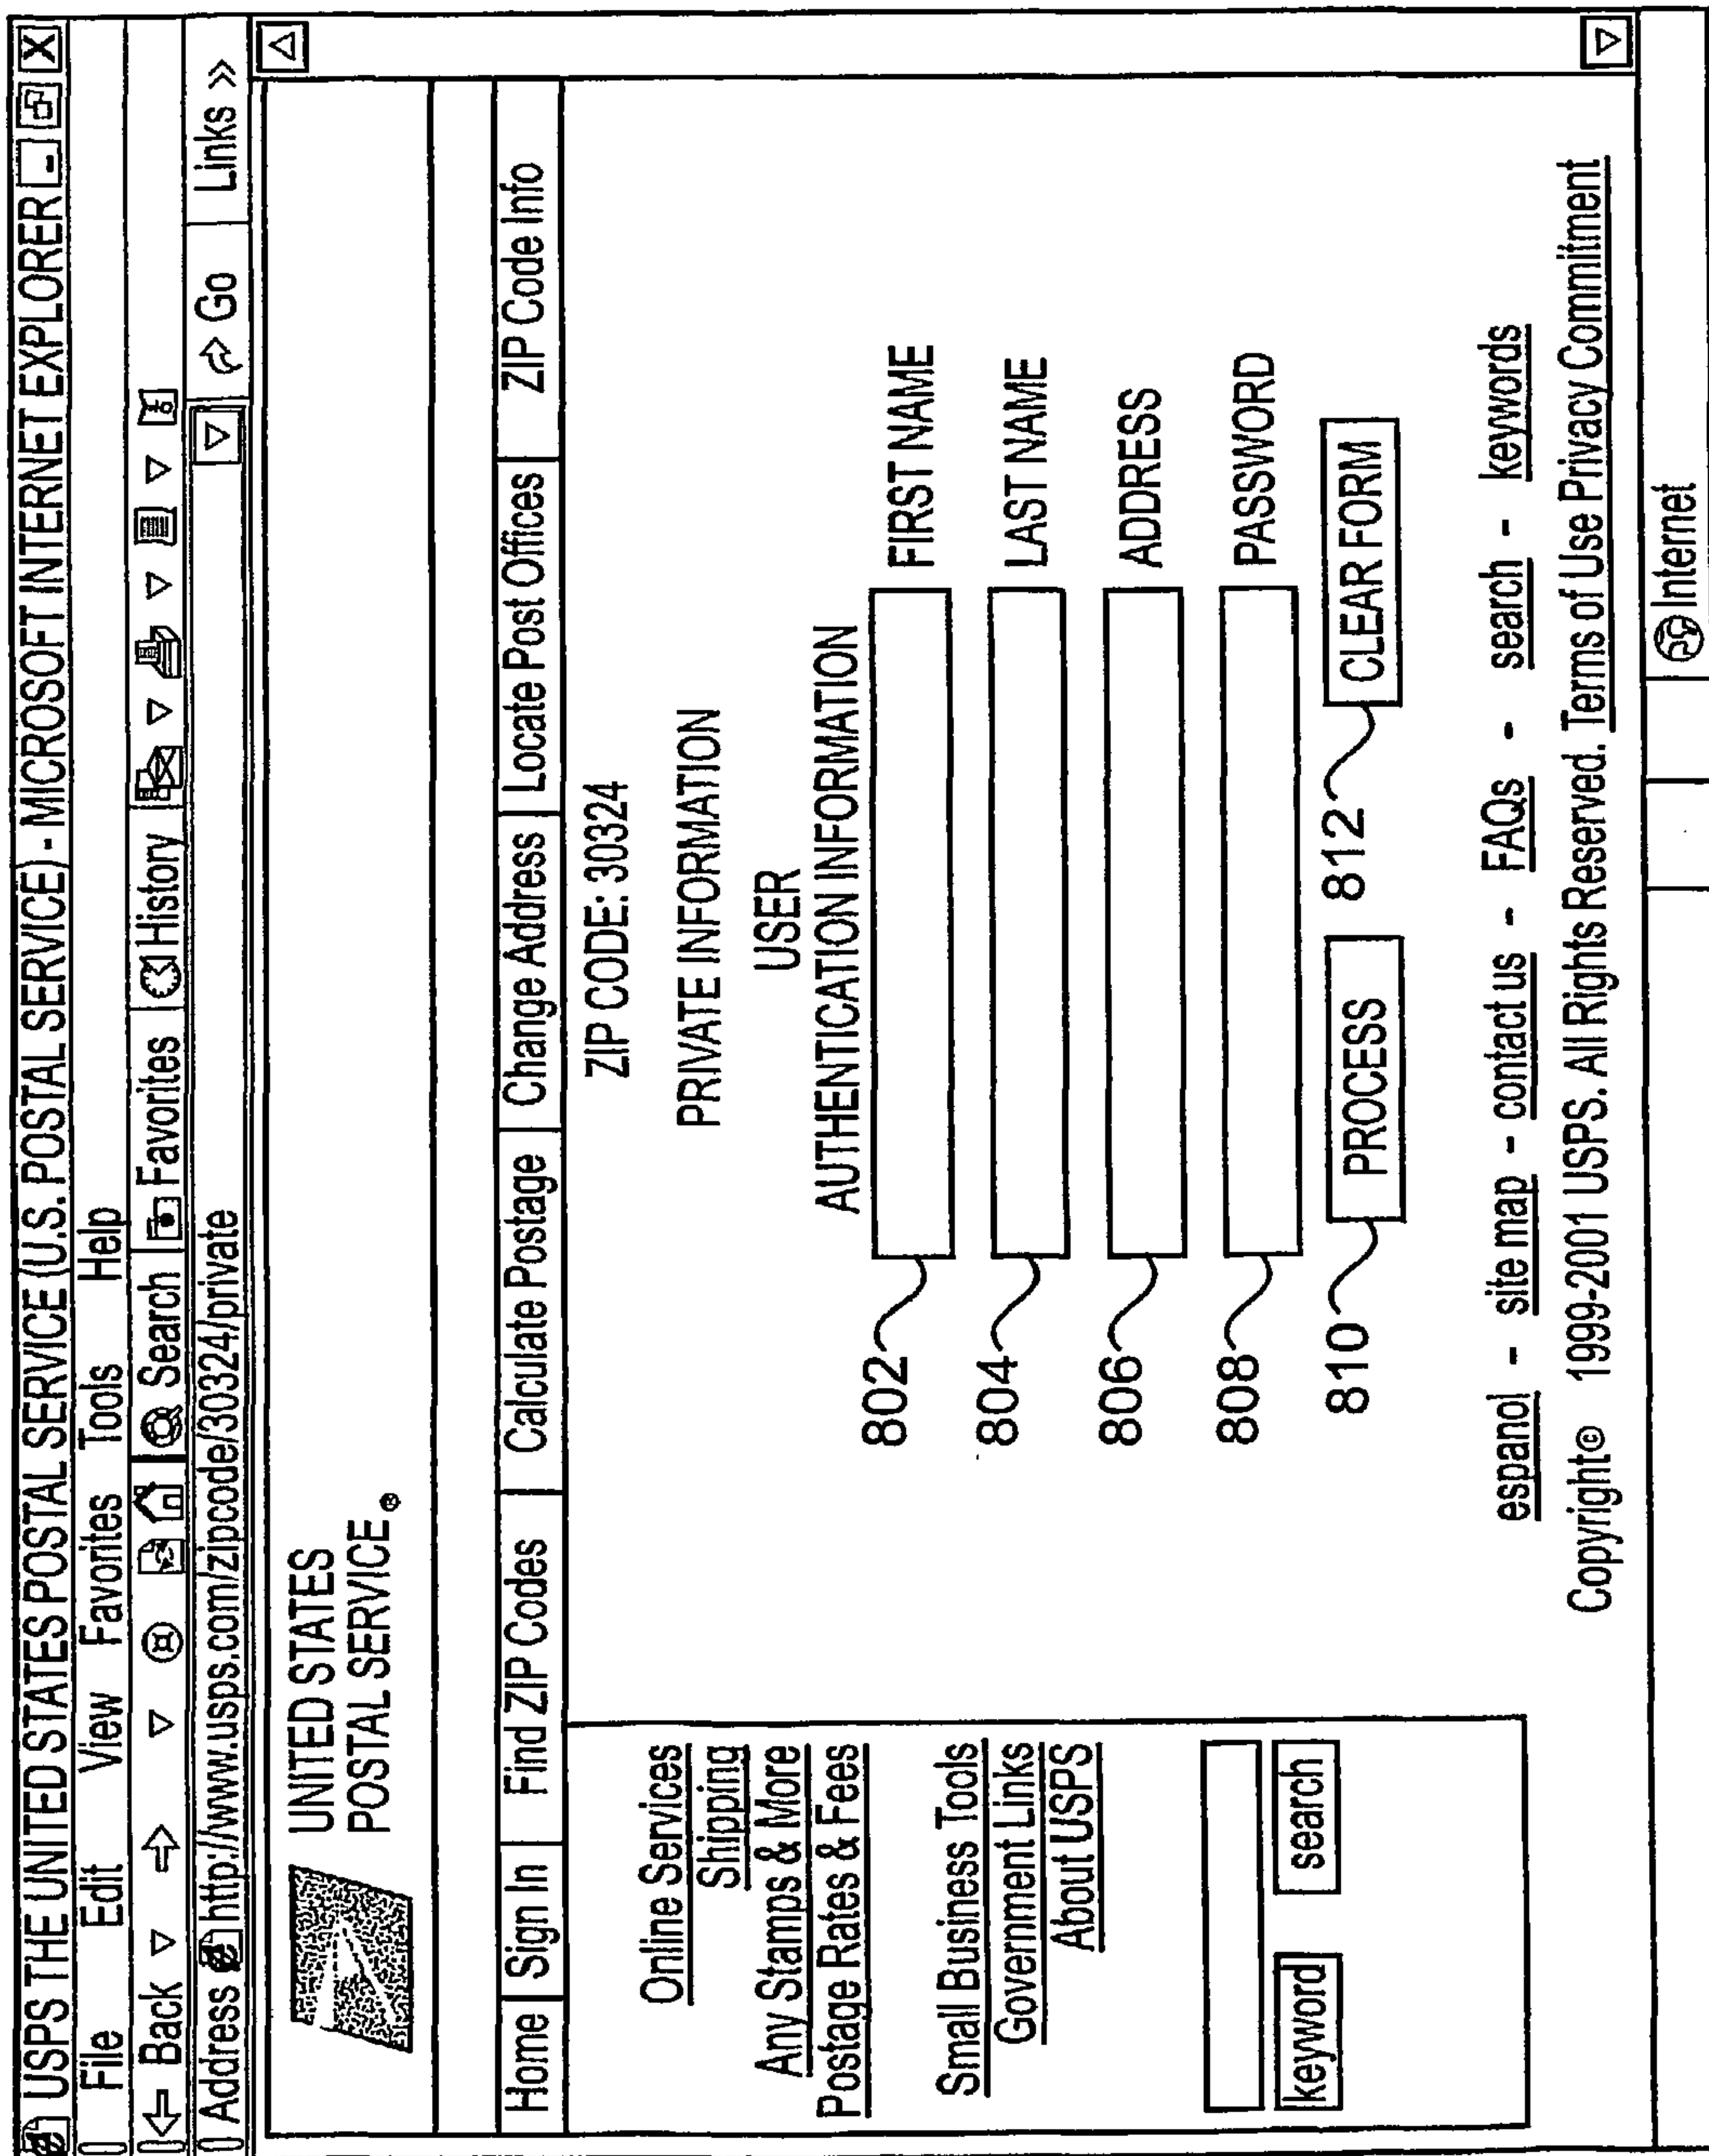 USPS THE UNITED STATES POSTAL SERVICE (U.S. POSTAL SERVICE) - MICROSOFT INTERNET EXPLORER
File Edit View Favorites Tools Help
Back Search Favorites History
Address http://www.usps.com/zipcode/30324/private Go Links »
UNITED STATES
POSTAL SERVICE®
Home Sign In Find ZIP Codes Calculate Postage Change Address Locate Post Offices ZIP Code Info
Online Services
Shipping
Any Stamps & More
Postage Rates & Fees
Small Business Tools
Government Links
About USPS
keyword search
ZIP CODE: 30324
PRIVATE INFORMATION
USER
AUTHENTICATION INFORMATION
802 FIRST NAME
804 LAST NAME
806 ADDRESS
808 PASSWORD
810 PROCESS 812 CLEAR FORM
espanol - site map - contact us - FAQs - search - keywords
Copyright© 1999-2001 USPS. All Rights Reserved. Terms of Use Privacy Commitment
Internet